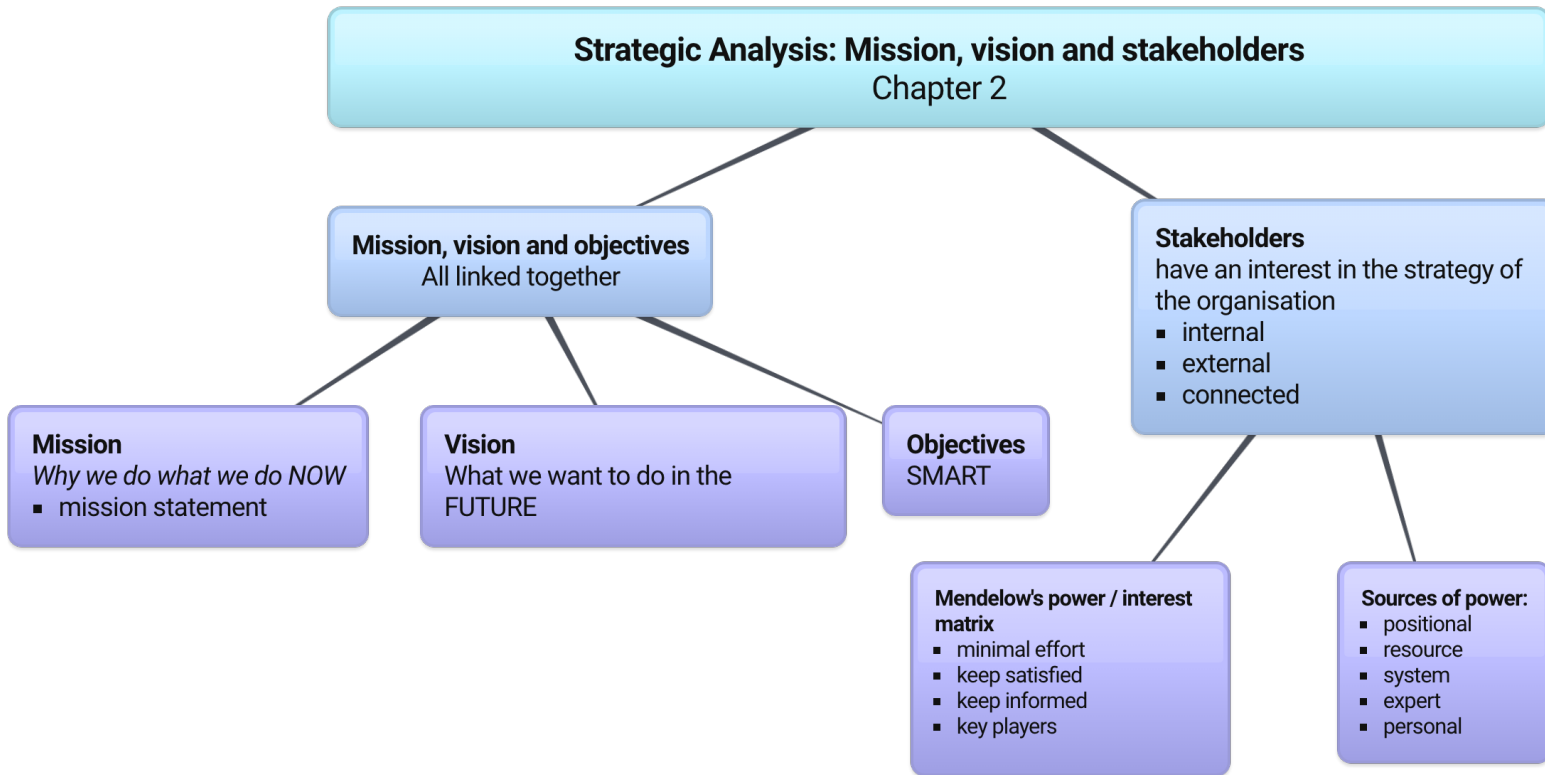 Strategic Analysis: Mission, vision and stakeholders
Chapter 2
Mission, vision and objectives
All linked together
Stakeholders
have an interest in the strategy of
the organisation
▪ internal
▪ external
▪ connected
Mission
Why we do what we do NOW
▪ mission statement
Vision
What we want to do in the
FUTURE
Objectives
SMART
Mendelow's power / interest
matrix
▪ minimal effort
▪ keep satisfied
▪ keep informed
▪ key players
Sources of power:
▪ positional
▪ resource
▪ system
▪ expert
▪ personal